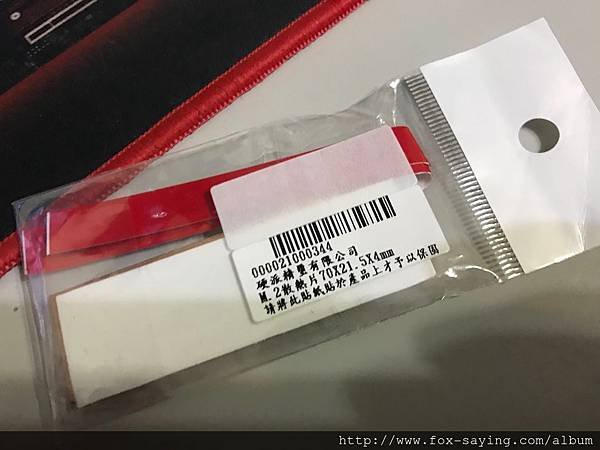 000021000344
硬派精璽有限公司
M.2散熱片70X21.5X4mm
請將此貼紙貼於產品上才予以保固
http://www.fox-saying.com/album